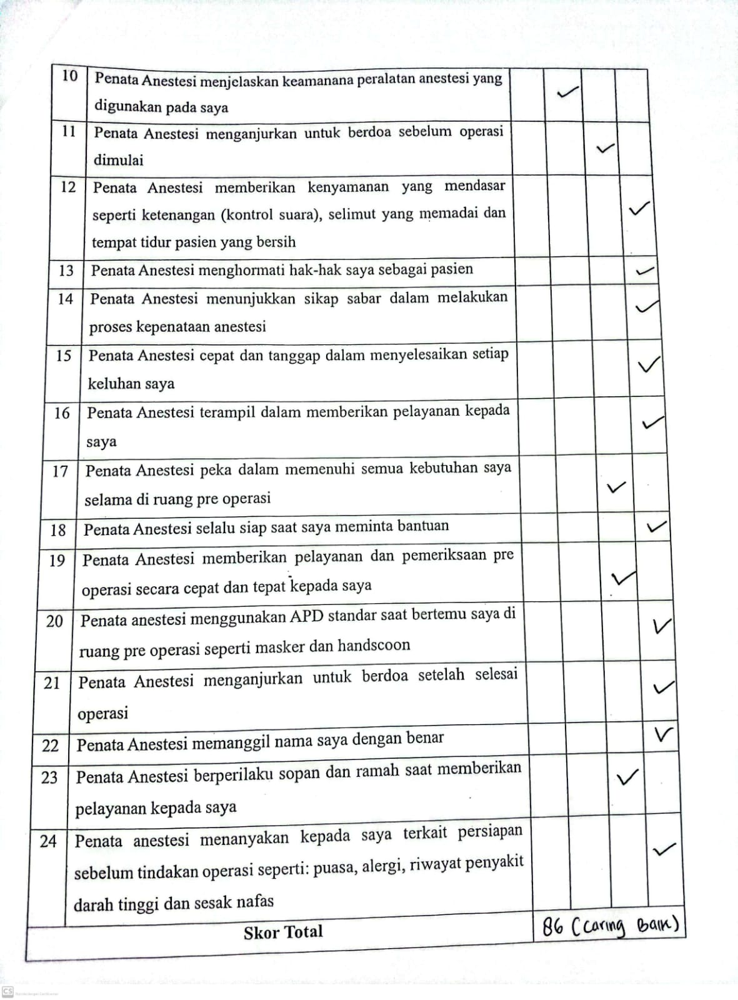 10 Penata Anestesi menjelaskan keamanana peralatan anestesi yang ✓
digunakan pada saya
11 Penata Anestesi menganjurkan untuk berdoa sebelum operasi ✓
dimulai
12 Penata Anestesi memberikan kenyamanan yang mendasar ✓
seperti ketenangan (kontrol suara), selimut yang memadai dan
tempat tidur pasien yang bersih
13 Penata Anestesi menghormati hak-hak saya sebagai pasien ✓
14 Penata Anestesi menunjukkan sikap sabar dalam melakukan ✓
proses kepenataan anestesi
15 Penata Anestesi cepat dan tanggap dalam menyelesaikan setiap ✓
keluhan saya
16 Penata Anestesi terampil dalam memberikan pelayanan kepada ✓
saya
17 Penata Anestesi peka dalam memenuhi semua kebutuhan saya ✓
selama di ruang pre operasi
18 Penata Anestesi selalu siap saat saya meminta bantuan ✓
19 Penata Anestesi memberikan pelayanan dan pemeriksaan pre ✓
operasi secara cepat dan tepat kepada saya
20 Penata anestesi menggunakan APD standar saat bertemu saya di ✓
ruang pre operasi seperti masker dan handscoon
21 Penata Anestesi menganjurkan untuk berdoa setelah selesai ✓
operasi
22 Penata Anestesi memanggil nama saya dengan benar ✓
23 Penata Anestesi berperilaku sopan dan ramah saat memberikan ✓
pelayanan kepada saya
24 Penata anestesi menanyakan kepada saya terkait persiapan ✓
sebelum tindakan operasi seperti: puasa, alergi, riwayat penyakit
darah tinggi dan sesak nafas
Skor Total 86 (Caring Baik)
CS